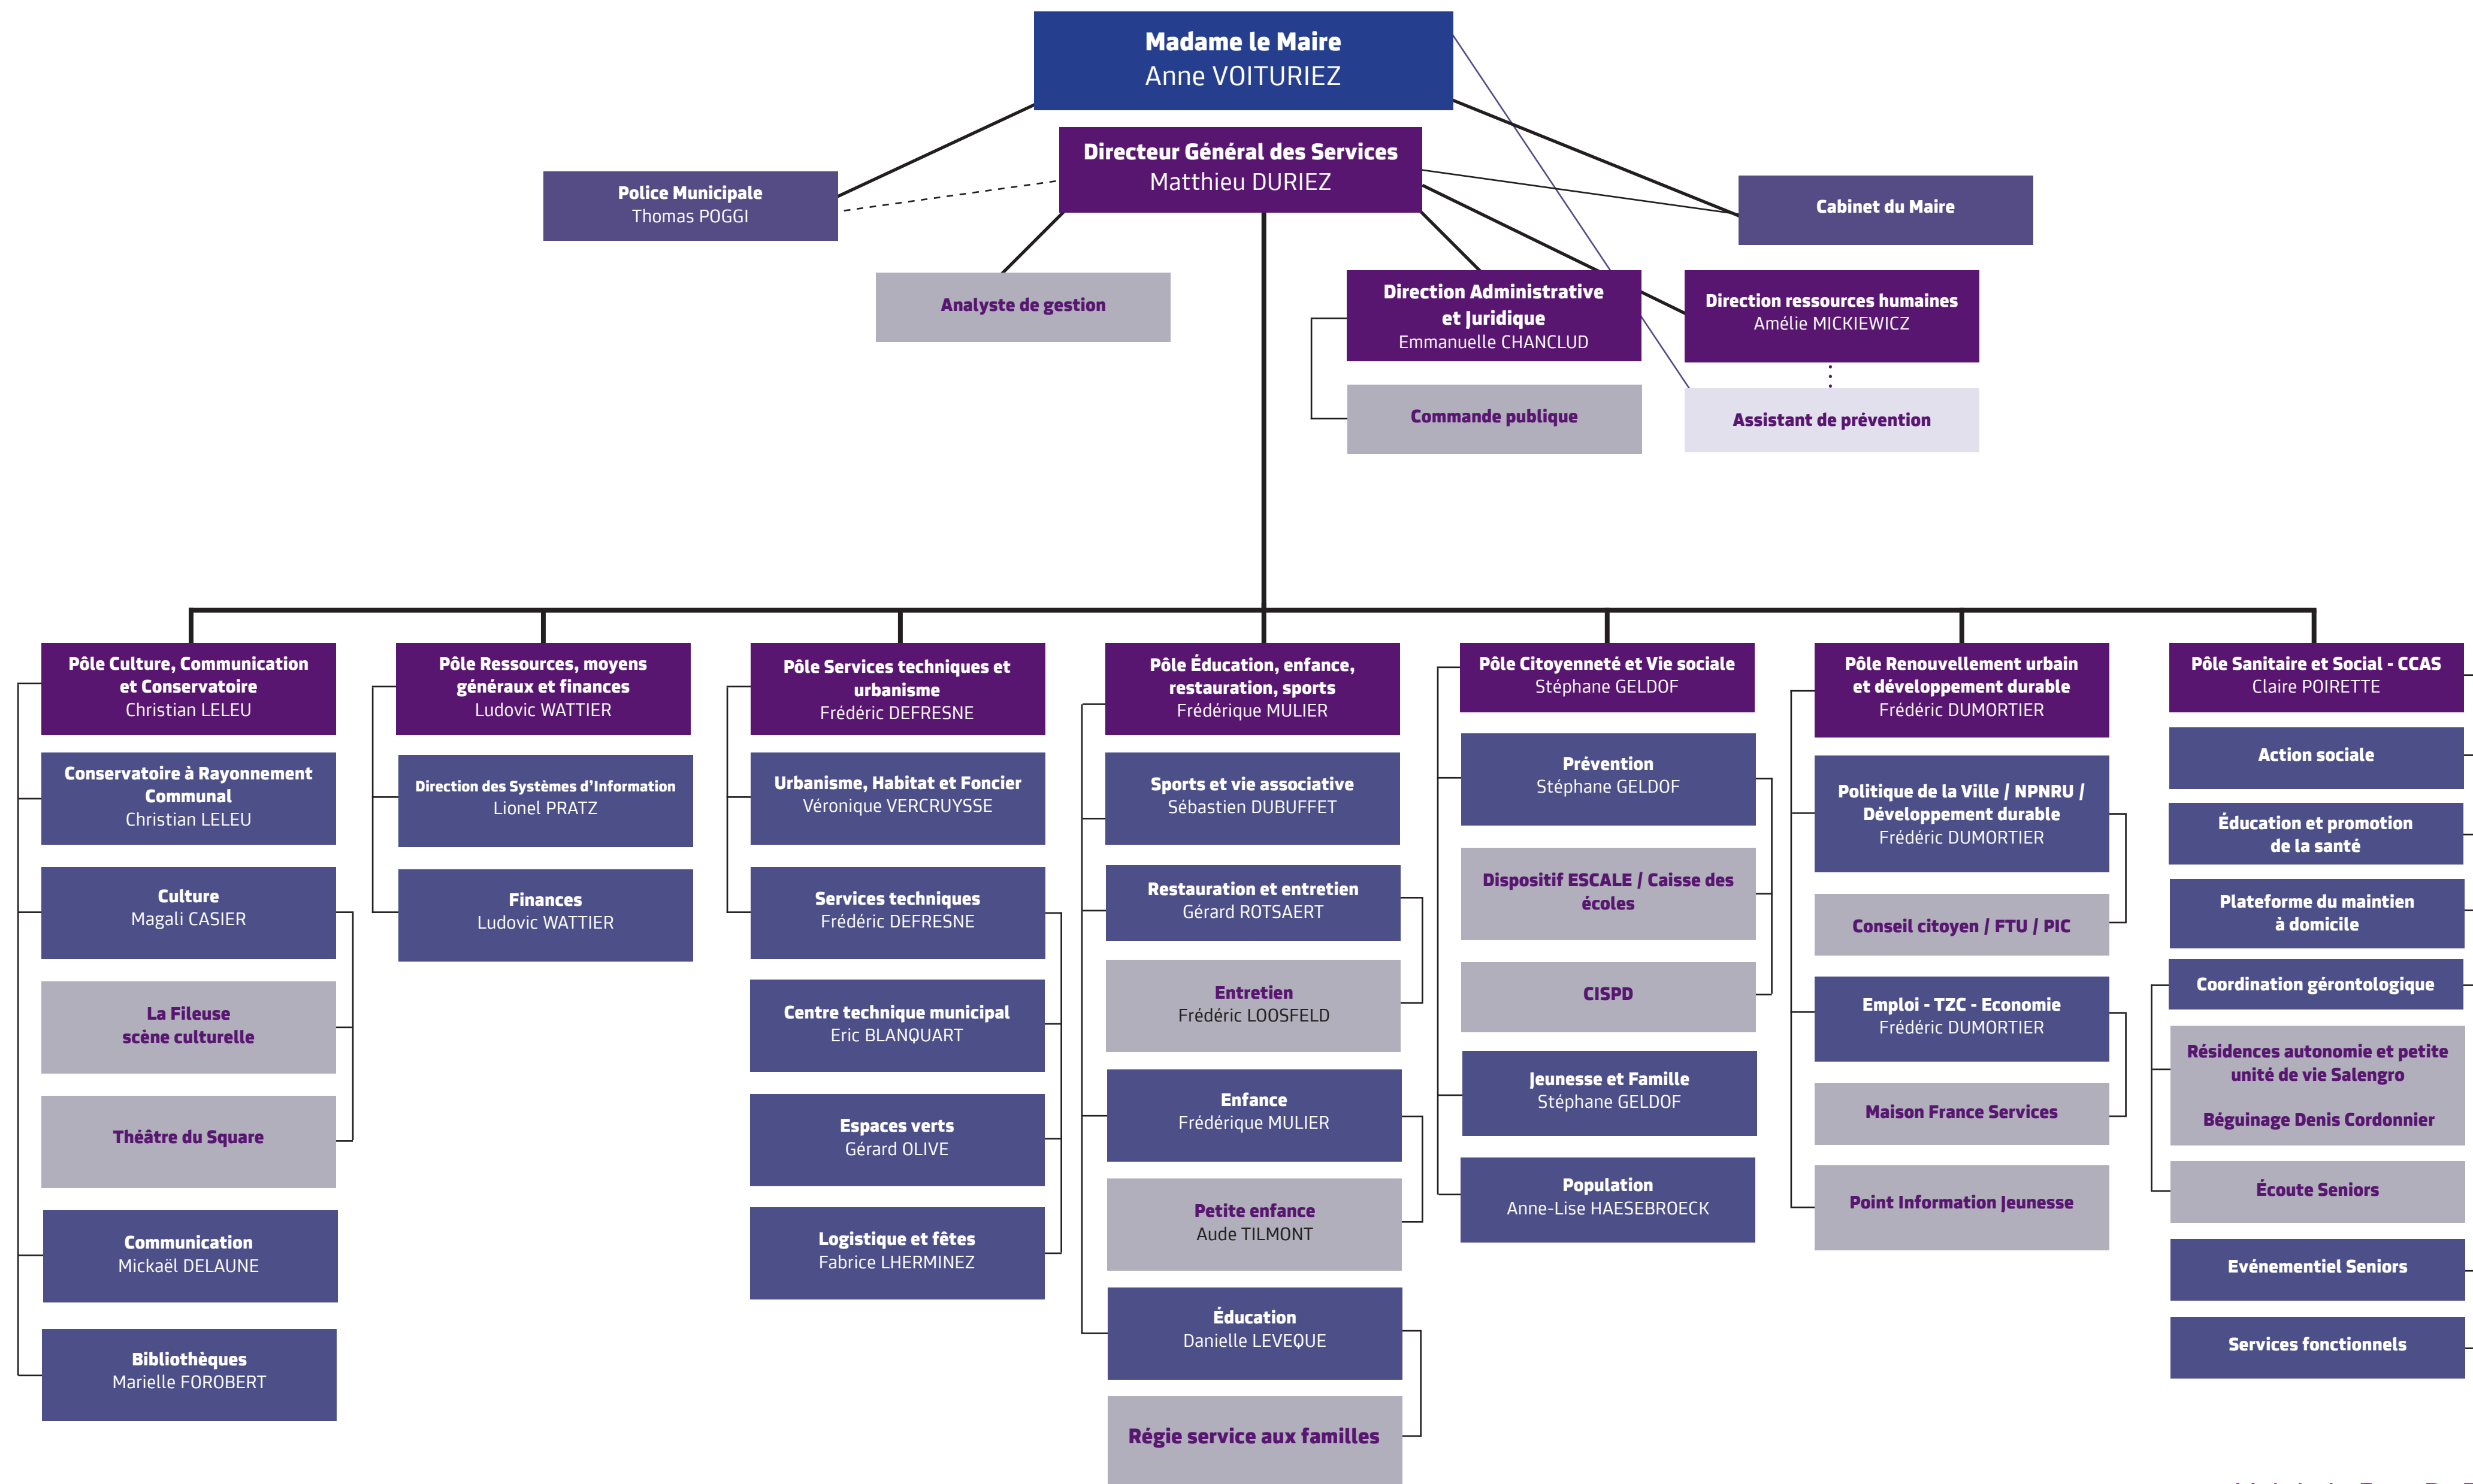 Madame le Maire
Anne VOITURIEZ
Directeur Général des Services
Matthieu DURIEZ
Police Municipale
Thomas POGGI
Cabinet du Maire
Analyste de gestion
Direction Administrative
et Juridique
Emmanuelle CHANCLUD
Direction ressources humaines
Amélie MICKIEWICZ
Commande publique
Assistant de prévention
Pôle Culture, Communication
et Conservatoire
Christian LELEU
Conservatoire à Rayonnement
Communal
Christian LELEU
Culture
Magali CASIER
La Fileuse
scène culturelle
Théâtre du Square
Communication
Mickaël DELAUNE
Bibliothèques
Marielle FOROBERT
Pôle Ressources, moyens
généraux et finances
Ludovic WATTIER
Direction des Systèmes d’Information
Lionel PRATZ
Finances
Ludovic WATTIER
Pôle Services techniques et
urbanisme
Frédéric DEFRESNE
Urbanisme, Habitat et Foncier
Véronique VERCRUYSSE
Services techniques
Frédéric DEFRESNE
Centre technique municipal
Eric BLANQUART
Espaces verts
Gérard OLIVE
Logistique et fêtes
Fabrice LHERMINEZ
Pôle Éducation, enfance,
restauration, sports
Frédérique MULIER
Sports et vie associative
Sébastien DUBUFFET
Restauration et entretien
Gérard ROTSAERT
Entretien
Frédéric LOOSFELD
Enfance
Frédérique MULIER
Petite enfance
Aude TILMONT
Éducation
Danielle LEVEQUE
Régie service aux familles
Pôle Citoyenneté et Vie sociale
Stéphane GELDOF
Prévention
Stéphane GELDOF
Dispositif ESCALE / Caisse des
écoles
CISPD
Jeunesse et Famille
Stéphane GELDOF
Population
Anne-Lise HAESEBROECK
Pôle Renouvellement urbain
et développement durable
Frédéric DUMORTIER
Politique de la Ville / NPNRU /
Développement durable
Frédéric DUMORTIER
Conseil citoyen / FTU / PIC
Emploi - TZC - Economie
Frédéric DUMORTIER
Maison France Services
Point Information Jeunesse
Pôle Sanitaire et Social - CCAS
Claire POIRETTE
Action sociale
Éducation et promotion
de la santé
Plateforme du maintien
à domicile
Coordination gérontologique
Résidences autonomie et petite
unité de vie Salengro
Béguinage Denis Cordonnier
Écoute Seniors
Evénementiel Seniors
Services fonctionnels